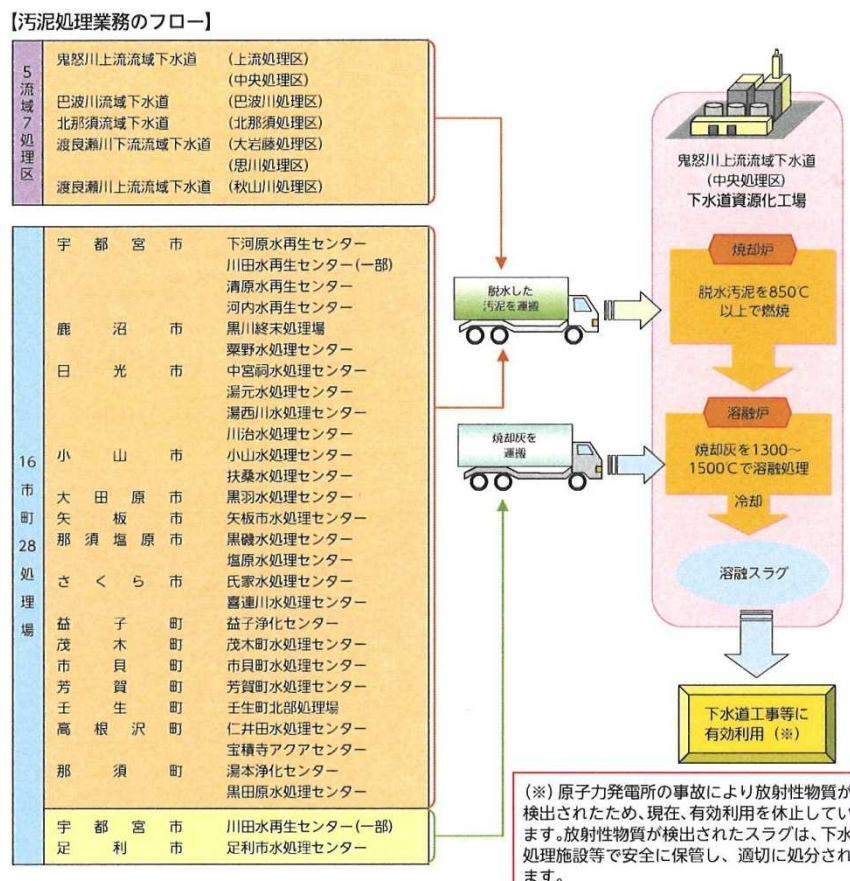 【汚泥処理業務のフロー】
5流域7処理区
鬼怒川上流流域下水道 (上流処理区)
(中央処理区)
巴波川流域下水道 (巴波川処理区)
北那須流域下水道 (北那須処理区)
渡良瀬川下流流域下水道 (大岩藤処理区)
(思川処理区)
渡良瀬川上流流域下水道 (秋山川処理区)
16市町28処理場
宇都宮市 下河原水再生センター
川田水再生センター(一部)
清原水再生センター
河内水再生センター
鹿沼市 黒川終末処理場
粟野水処理センター
日光市 中宮祠水処理センター
湯元水処理センター
湯西川水処理センター
川治水処理センター
小山市 小山水処理センター
扶桑水処理センター
大田原市 黒羽水処理センター
矢板市 矢板市水処理センター
那須塩原市 黒磯水処理センター
塩原水処理センター
さくら市 氏家水処理センター
喜連川水処理センター
益子町 益子浄化センター
茂木町 茂木町水処理センター
市貝町 市貝町水処理センター
芳賀町 芳賀町水処理センター
壬生町 壬生町北部処理場
高根沢町 仁井田水処理センター
宝積寺アクアセンター
那須町 湯本浄化センター
黒田原水処理センター
宇都宮市 川田水再生センター(一部)
足利市 足利市水処理センター
脱水した
汚泥を運搬
焼却灰を
運搬
鬼怒川上流流域下水道
(中央処理区)
下水道資源化工場
焼却炉
脱水汚泥を850℃
以上で燃焼
溶融炉
焼却灰を1300~
1500℃で溶融処理
冷却
溶融スラグ
下水道工事等に
有効利用(※)
(※)原子力発電所の事故により放射性物質が
検出されたため、現在、有効利用を休止してい
ます。放射性物質が検出されたスラグは、下水
処理施設等で安全に保管し、適切に処分され
ます。